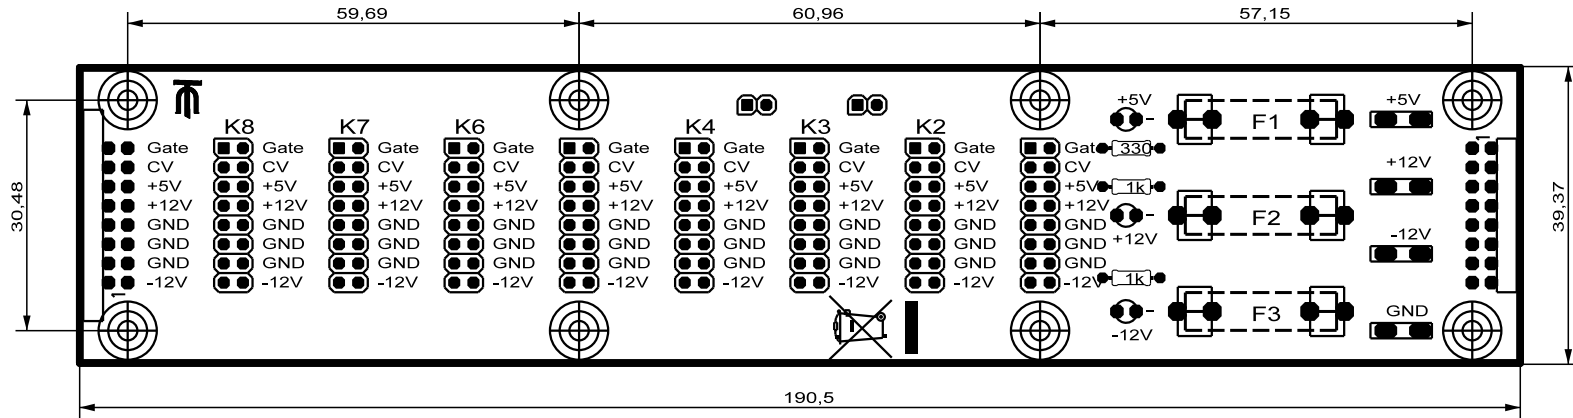 59,69 60,96 57,15
+5V - F1 +5V
K8 K7 K6 K4 K3 K2
Gate Gate Gate Gate Gate Gate Gate Gate Gate 330 1
CV CV CV CV CV CV CV CV CV +12V
+5V +5V +5V +5V +5V +5V +5V +5V +5V 1k
+12V +12V +12V +12V +12V +12V +12V +12V +12V - F2
GND GND GND GND GND GND GND GND GND
+12V -12V
GND GND GND GND GND GND GND GND GND
GND GND GND GND GND GND GND GND GND
-12V -12V -12V -12V -12V -12V -12V -12V -12V 1k
1
- F3 GND
-12V
30,48
39,37
190,5